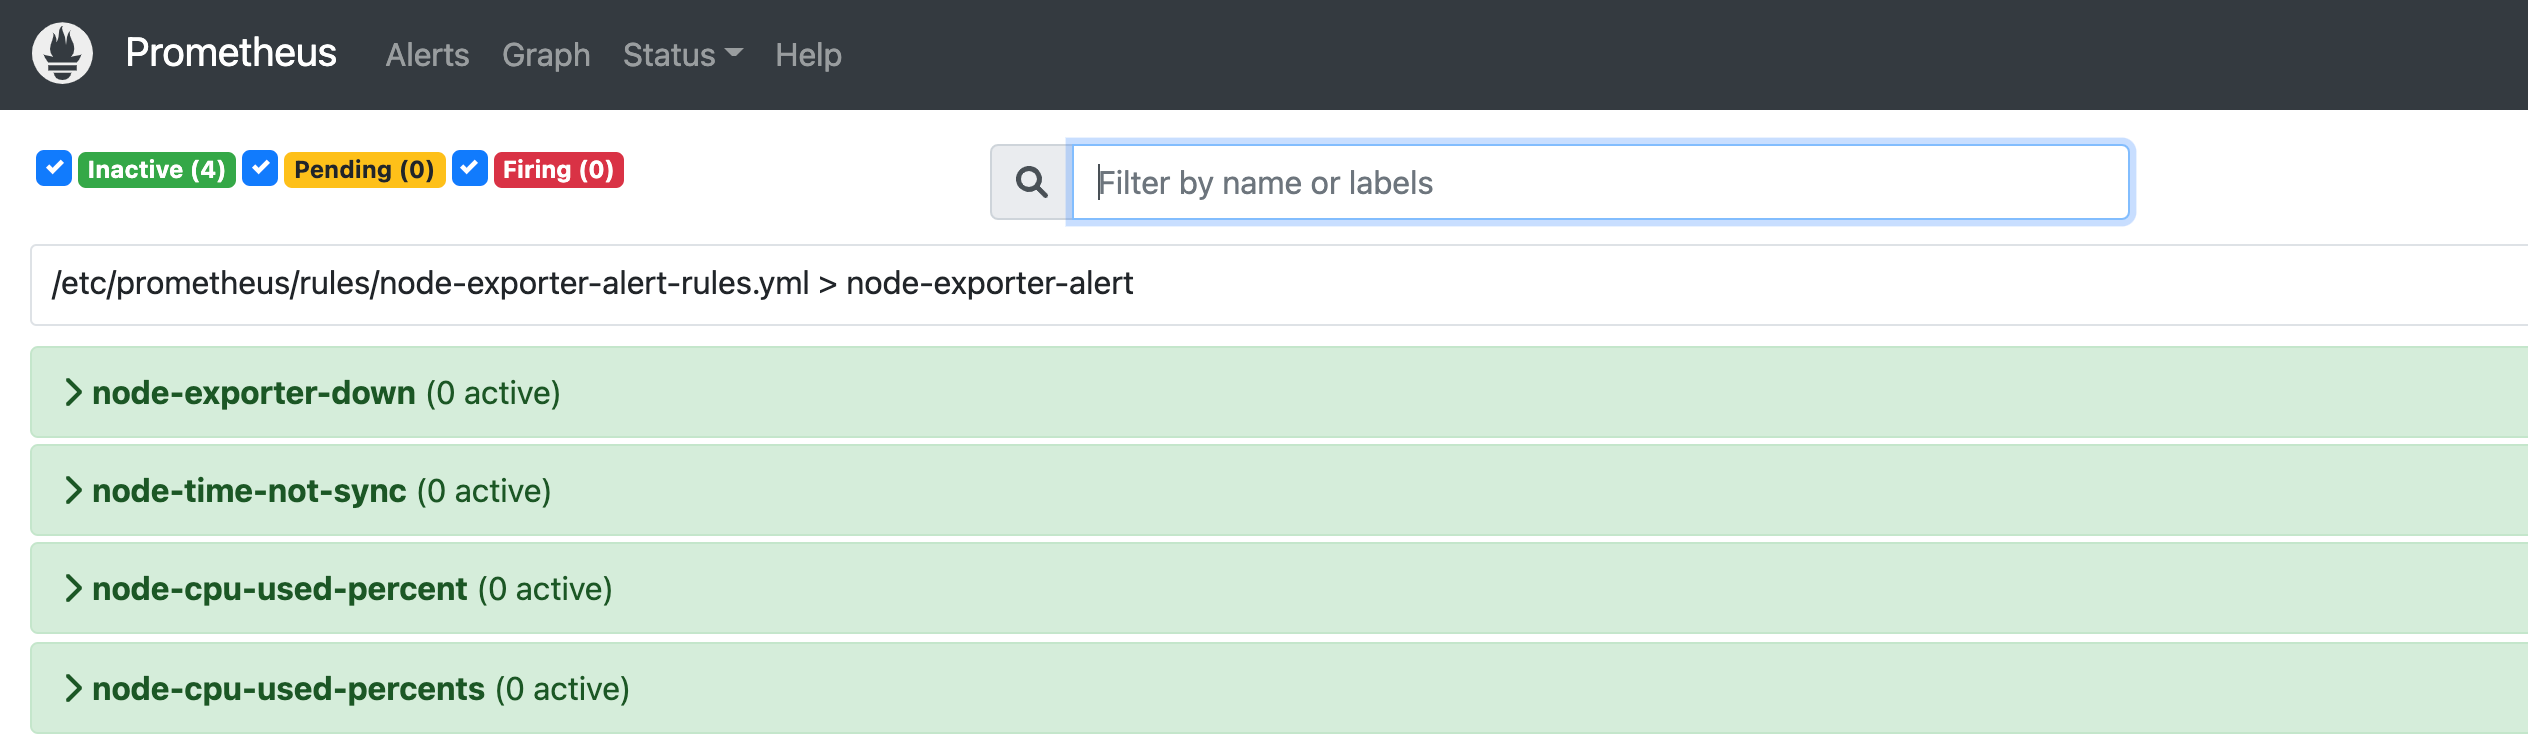 Prometheus Alerts Graph Status Help
Inactive (4) Pending (0) Firing (0)
Filter by name or labels
/etc/prometheus/rules/node-exporter-alert-rules.yml > node-exporter-alert
node-exporter-down (0 active)
node-time-not-sync (0 active)
node-cpu-used-percent (0 active)
node-cpu-used-percents (0 active)